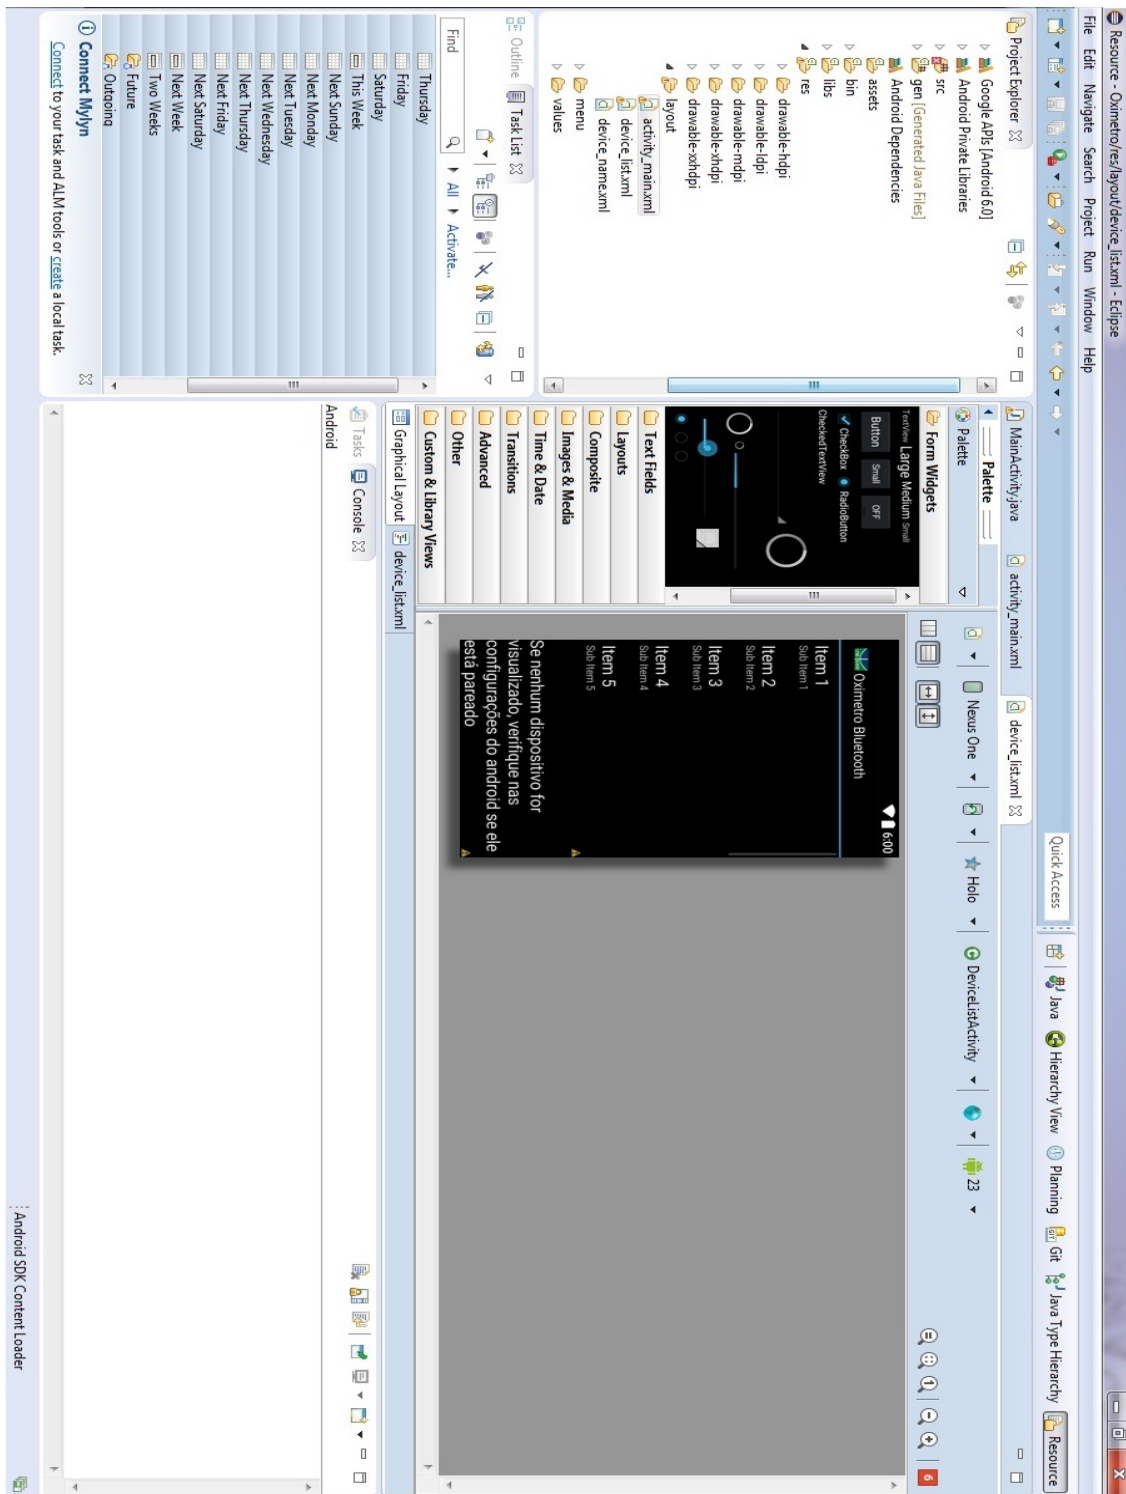 Resource - Oximetro/res/layout/device_list.xml - Eclipse
File Edit Navigate Search Project Run Window Help
Quick Access
Java Hierarchy View Planning Git Java Type Hierarchy Resource
Project Explorer
Google APIs [Android 6.0]
Android Private Libraries
src
gen [Generated Java Files]
Android Dependencies
assets
bin
libs
res
drawable-hdpi
drawable-ldpi
drawable-mdpi
drawable-xhdpi
drawable-xxhdpi
layout
activity_main.xml
device_list.xml
device_name.xml
menu
values
Outline Task List
Find All Activate...
Thursday
Friday
Saturday
This Week
Next Sunday
Next Monday
Next Tuesday
Next Wednesday
Next Thursday
Next Friday
Next Saturday
Next Week
Two Weeks
Future
Outgoing
Connect Mylyn
Connect to your task and ALM tools or create a local task.
MainActivity.java activity_main.xml device_list.xml
Palette
Palette
Form Widgets
TextView Large Medium Small
Button Small OFF
CheckBox RadioButton
CheckedTextView
Text Fields
Layouts
Composite
Images & Media
Time & Date
Transitions
Advanced
Other
Custom & Library Views
Graphical Layout device_list.xml
Nexus One Holo DeviceListActivity 23
6
6:00
Oximetro Bluetooth
Item 1
Sub Item 1
Item 2
Sub Item 2
Item 3
Sub Item 3
Item 4
Sub Item 4
Item 5
Sub Item 5
Se nenhum dispositivo for
visualizado, verifique nas
configurações do android se ele
está pareado
Tasks Console
Android
Android SDK Content Loader